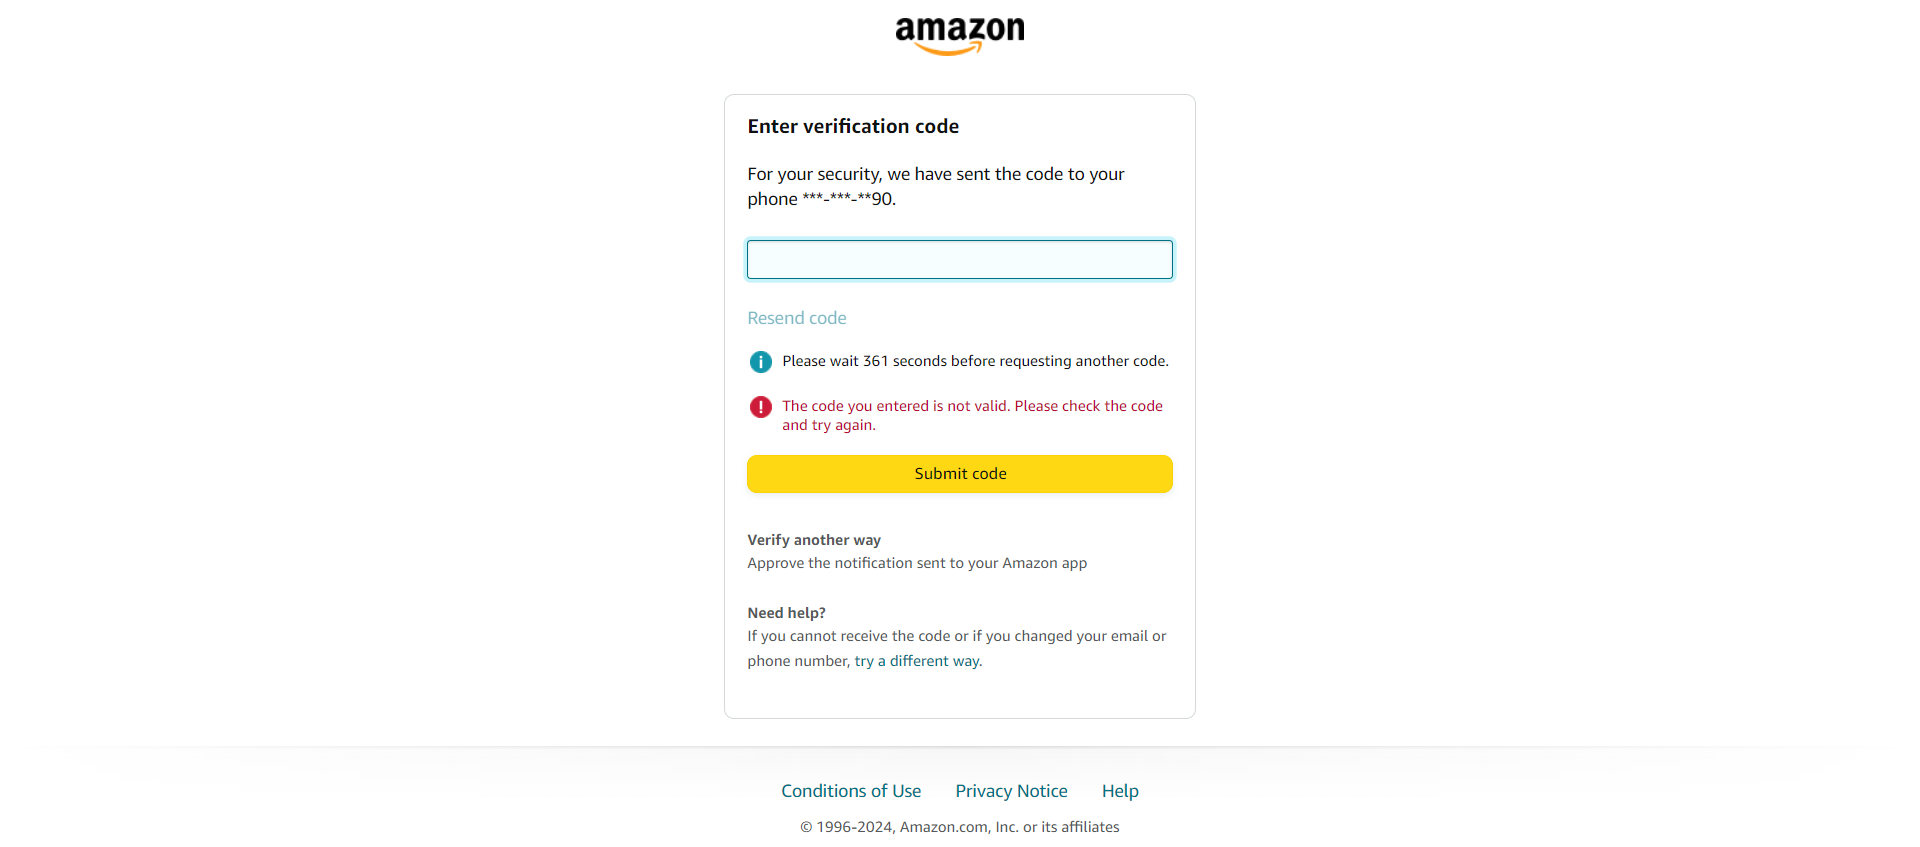 amazon
Enter verification code
For your security, we have sent the code to your
phone ***-***-**90.
Resend code
i Please wait 361 seconds before requesting another code.
! The code you entered is not valid. Please check the code
and try again.
Submit code
Verify another way
Approve the notification sent to your Amazon app
Need help?
If you cannot receive the code or if you changed your email or
phone number, try a different way.
Conditions of Use Privacy Notice Help
© 1996-2024, Amazon.com, Inc. or its affiliates